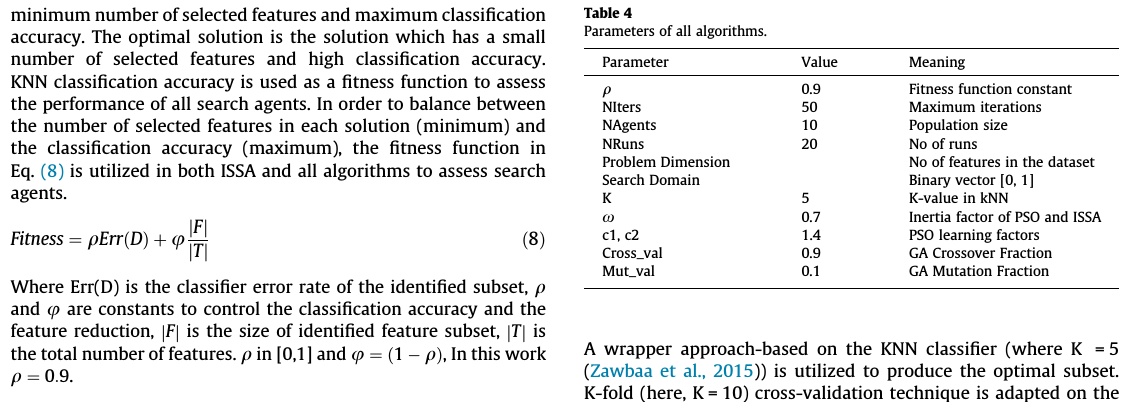 minimum number of selected features and maximum classification
accuracy. The optimal solution is the solution which has a small
number of selected features and high classification accuracy.
KNN classification accuracy is used as a fitness function to assess
the performance of all search agents. In order to balance between
the number of selected features in each solution (minimum) and
the classification accuracy (maximum), the fitness function in
Eq. (8) is utilized in both ISSA and all algorithms to assess search
agents.
Fitness = ρErr(D) + φ |F| / |T| (8)
Where Err(D) is the classifier error rate of the identified subset, ρ
and φ are constants to control the classification accuracy and the
feature reduction, |F| is the size of identified feature subset, |T| is
the total number of features. ρ in [0,1] and φ = (1 − ρ), In this work
ρ = 0.9.
Table 4
Parameters of all algorithms.
Parameter Value Meaning
ρ 0.9 Fitness function constant
NIters 50 Maximum iterations
NAgents 10 Population size
NRuns 20 No of runs
Problem Dimension No of features in the dataset
Search Domain Binary vector [0, 1]
K 5 K-value in kNN
ω 0.7 Inertia factor of PSO and ISSA
c1, c2 1.4 PSO learning factors
Cross_val 0.9 GA Crossover Fraction
Mut_val 0.1 GA Mutation Fraction
A wrapper approach-based on the KNN classifier (where K = 5
(Zawbaa et al., 2015)) is utilized to produce the optimal subset.
K-fold (here, K = 10) cross-validation technique is adapted on the